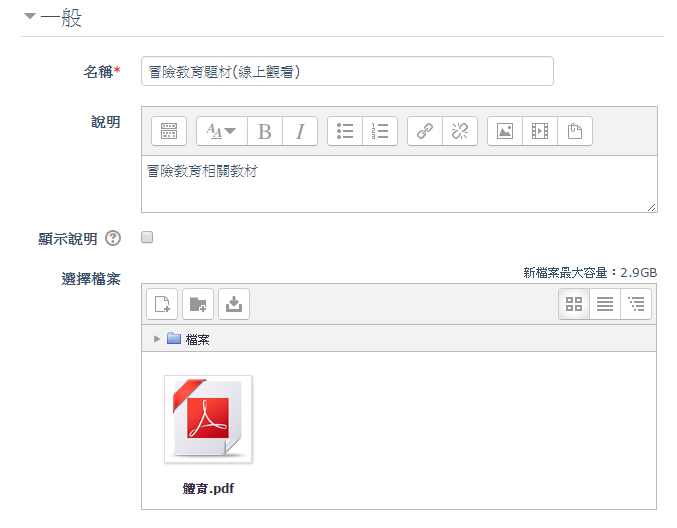 一般
名稱*
冒險教育題材(線上觀看)
說明
冒險教育相關教材
顯示說明
選擇檔案
新檔案最大容量：2.9GB
檔案
體育.pdf